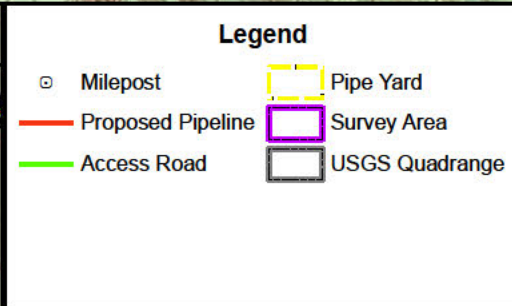 Legend
Milepost
Pipe Yard
Proposed Pipeline
Survey Area
Access Road
USGS Quadrange